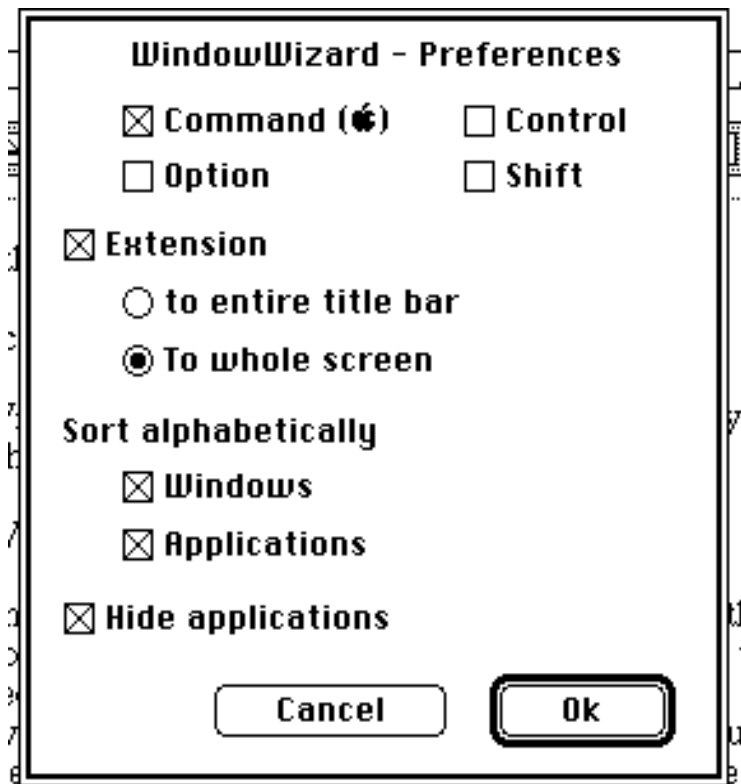 WindowWizard - Preferences
Command () Control
Option Shift
Extension
to entire title bar
To whole screen
Sort alphabetically
Windows
Applications
Hide applications
Cancel Ok